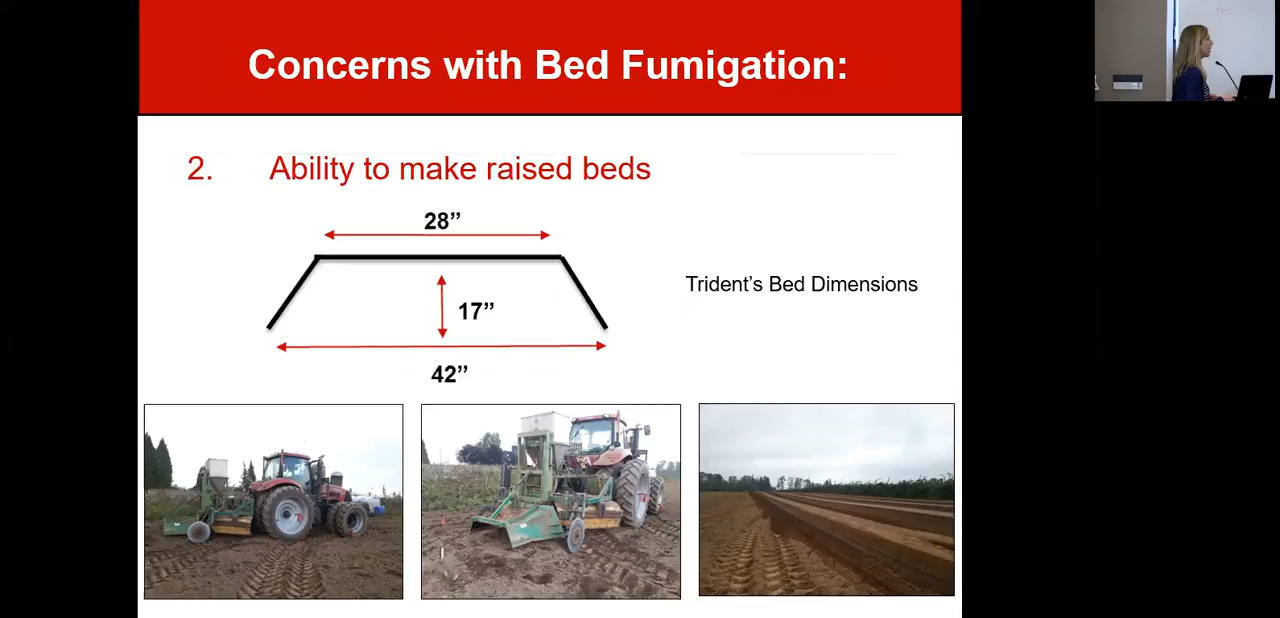 Concerns with Bed Fumigation:
2. Ability to make raised beds
28”
Trident’s Bed Dimensions
17”
42”